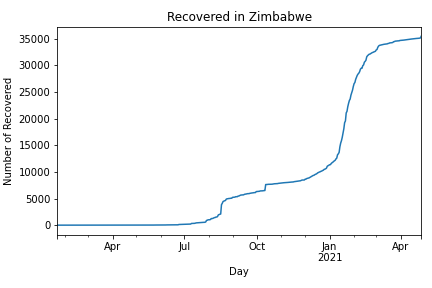 Recovered in Zimbabwe
Number of Recovered
35000
30000
25000
20000
15000
10000
5000
0
Apr
Jul
Oct
Jan
2021
Apr
Day